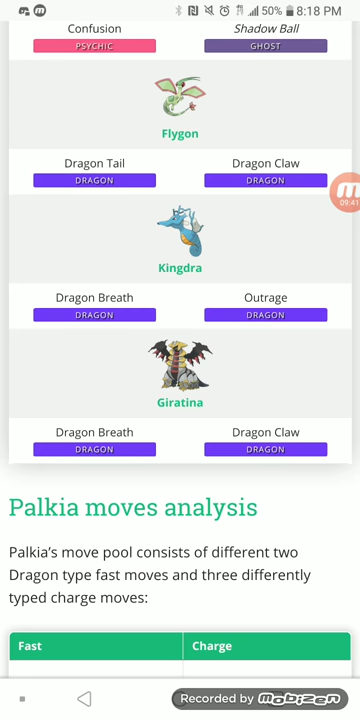 50% 8:18 PM
Confusion Shadow Ball
PSYCHIC GHOST
Flygon
Dragon Tail Dragon Claw
DRAGON DRAGON
09:41
Kingdra
Dragon Breath Outrage
DRAGON DRAGON
Giratina
Dragon Breath Dragon Claw
DRAGON DRAGON
Palkia moves analysis
Palkia’s move pool consists of different two
Dragon type fast moves and three differently
typed charge moves:
Fast Charge
Recorded by mobizen